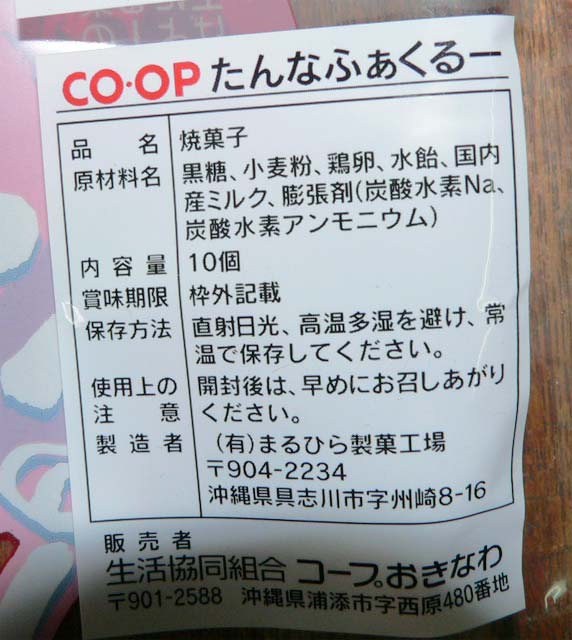 CO·OP たんなふぁくるー
品名 焼菓子
原材料名 黒糖、小麦粉、鶏卵、水飴、国内
産ミルク、膨張剤(炭酸水素Na、
炭酸水素アンモニウム)
内容量 10個
賞味期限 枠外記載
保存方法 直射日光、高温多湿を避け、常
温で保存してください。
使用上の 開封後は、早めにお召しあがり
注意 ください。
製造者 (有)まるひら製菓工場
〒904-2234
沖縄県具志川市字州崎8-16
販売者
生活協同組合 コープおきなわ
〒901-2588 沖縄県浦添市字西原480番地